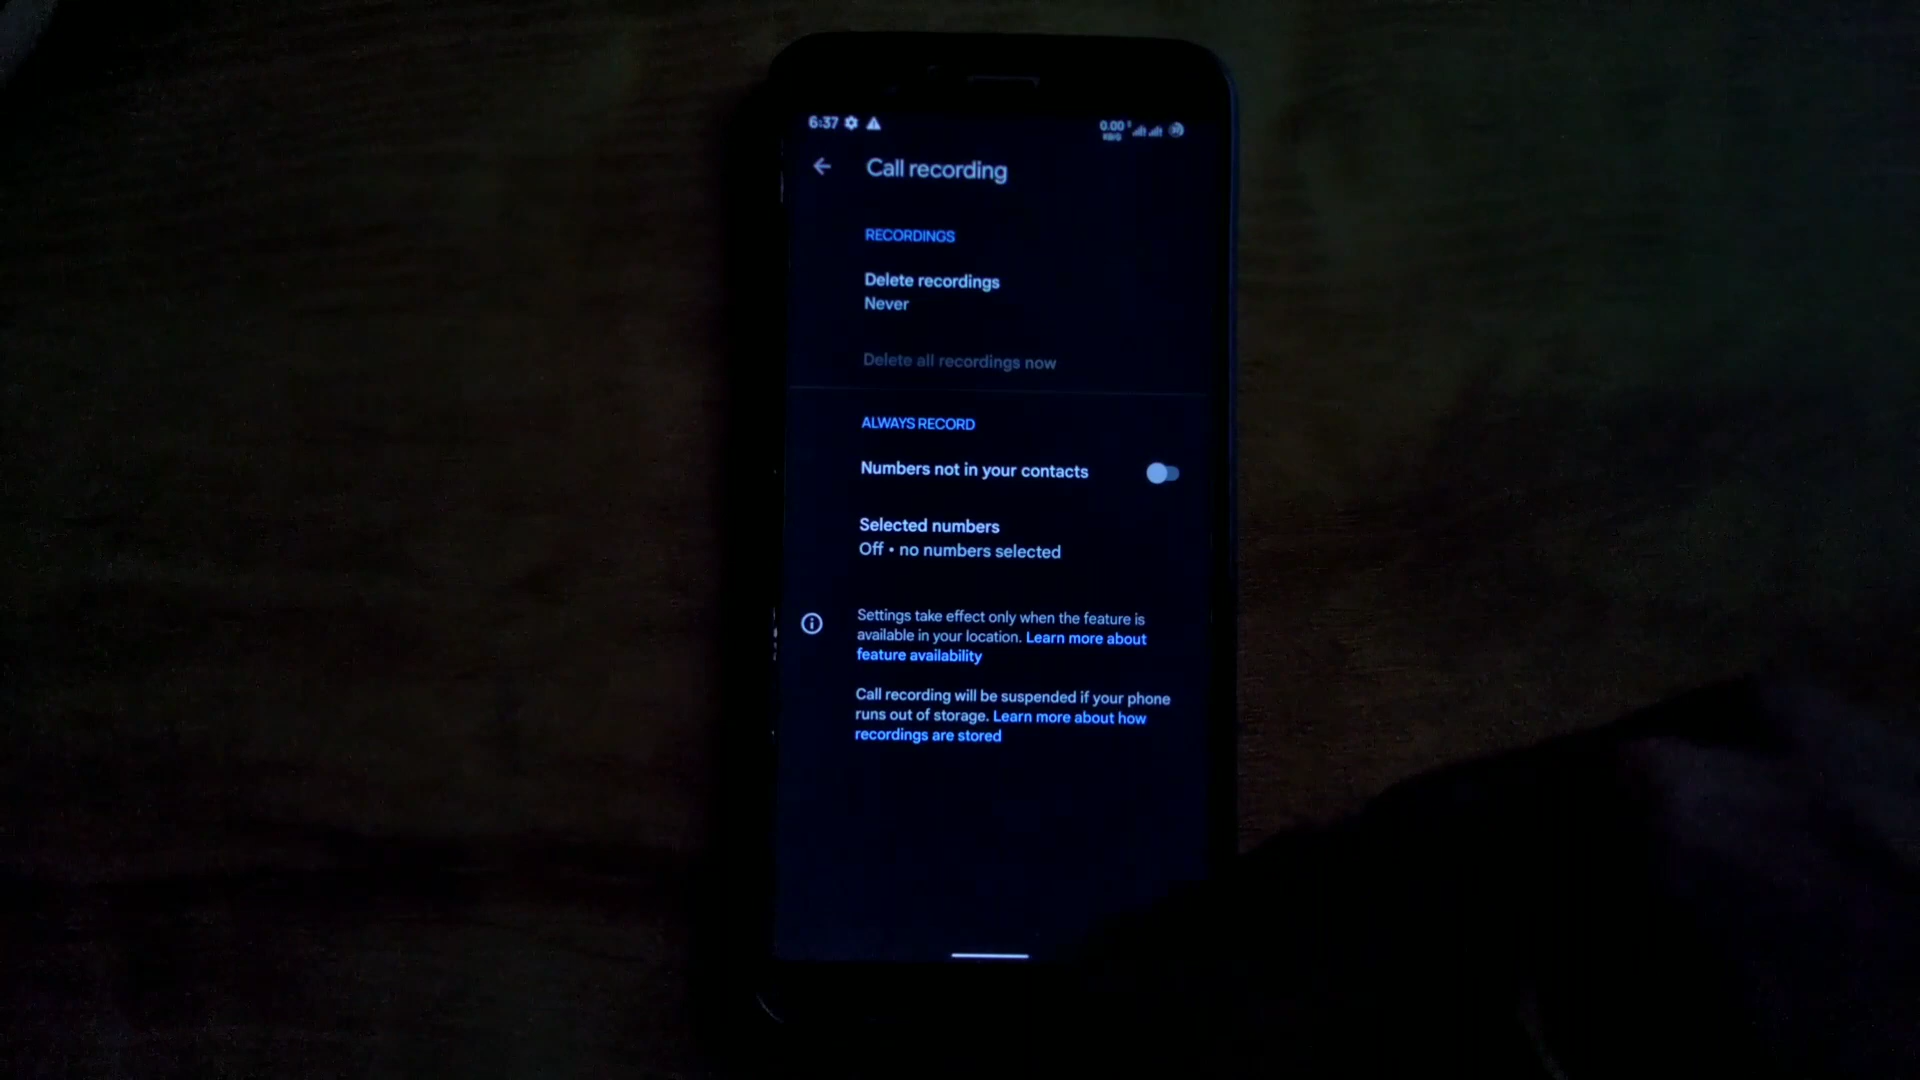 6:37
0.00
KB/S
Call recording
RECORDINGS
Delete recordings
Never
Delete all recordings now
ALWAYS RECORD
Numbers not in your contacts
Selected numbers
Off • no numbers selected
Settings take effect only when the feature is
available in your location. Learn more about
feature availability
Call recording will be suspended if your phone
runs out of storage. Learn more about how
recordings are stored